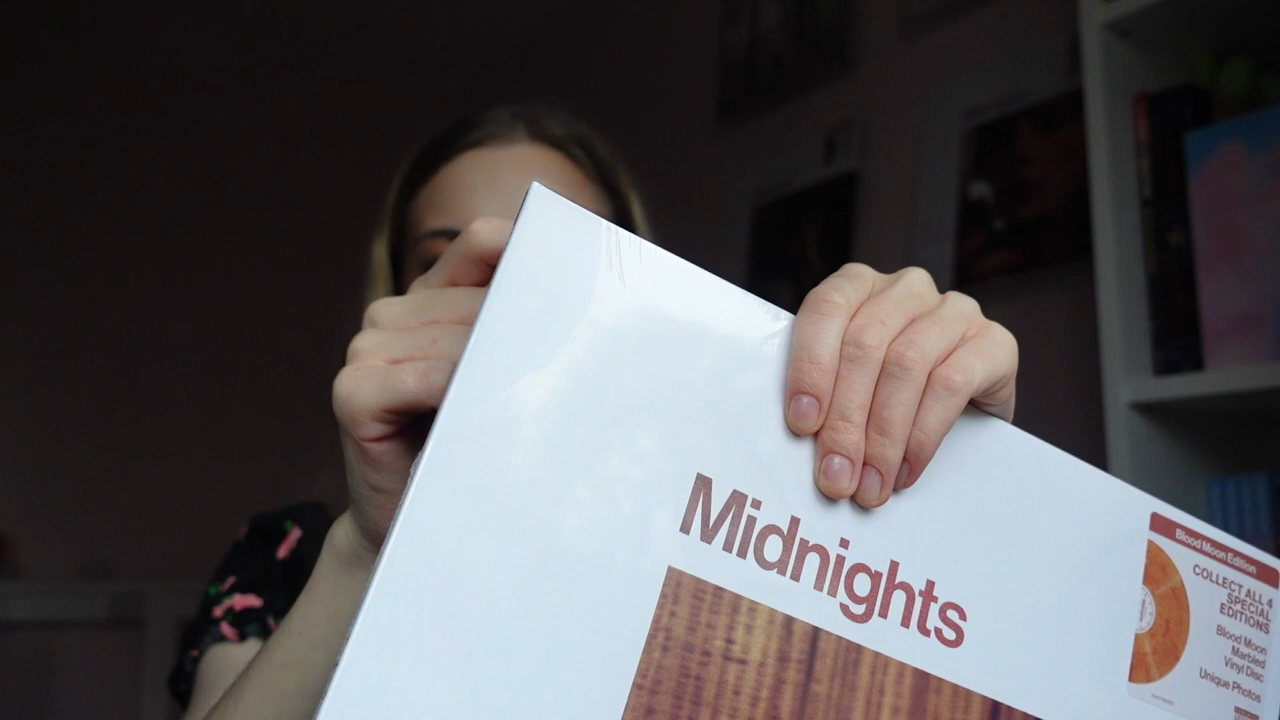 Midnights
Blood Moon Edition
COLLECT ALL 4
SPECIAL
EDITIONS
Blood Moon
Marbled
Vinyl Disc
Unique Photos